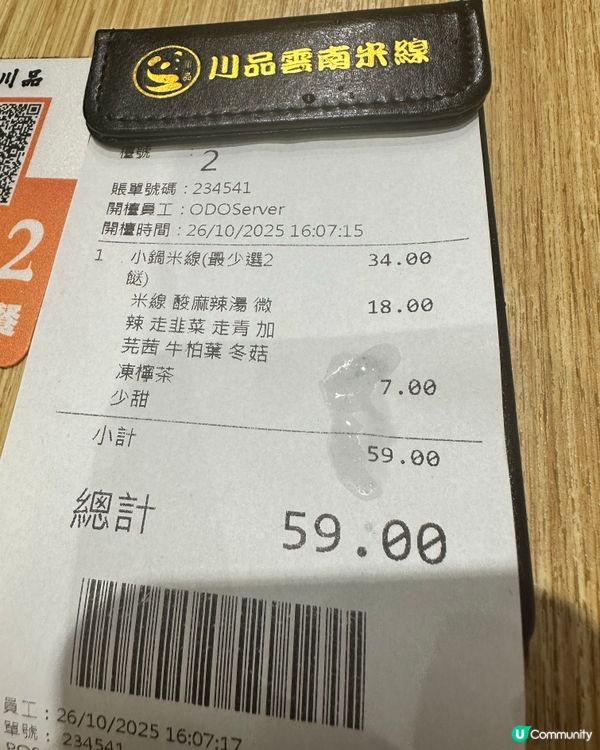 川品
川品雲南米線
2
檯號 : 2
賬單號碼 : 234541
開檯員工 : ODOServer
開檯時間 : 26/10/2025 16:07:15
1 小鍋米線(最少選2 34.00
餸)
米線 酸麻辣湯 微 18.00
辣 走韭菜 走青 加
芫茜 牛柏葉 冬菇
凍檸茶 7.00
少甜
小計 59.00
總計 59.00
餐
員工 : 26/10/2025 16:07:17
單號 : 234541
U Community